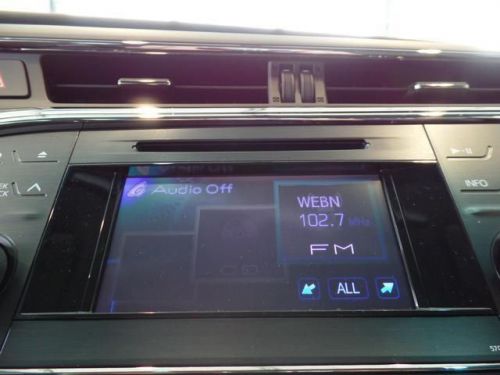 Audio Off
WEBN
102.7 MHz
FM
ALL
INFO